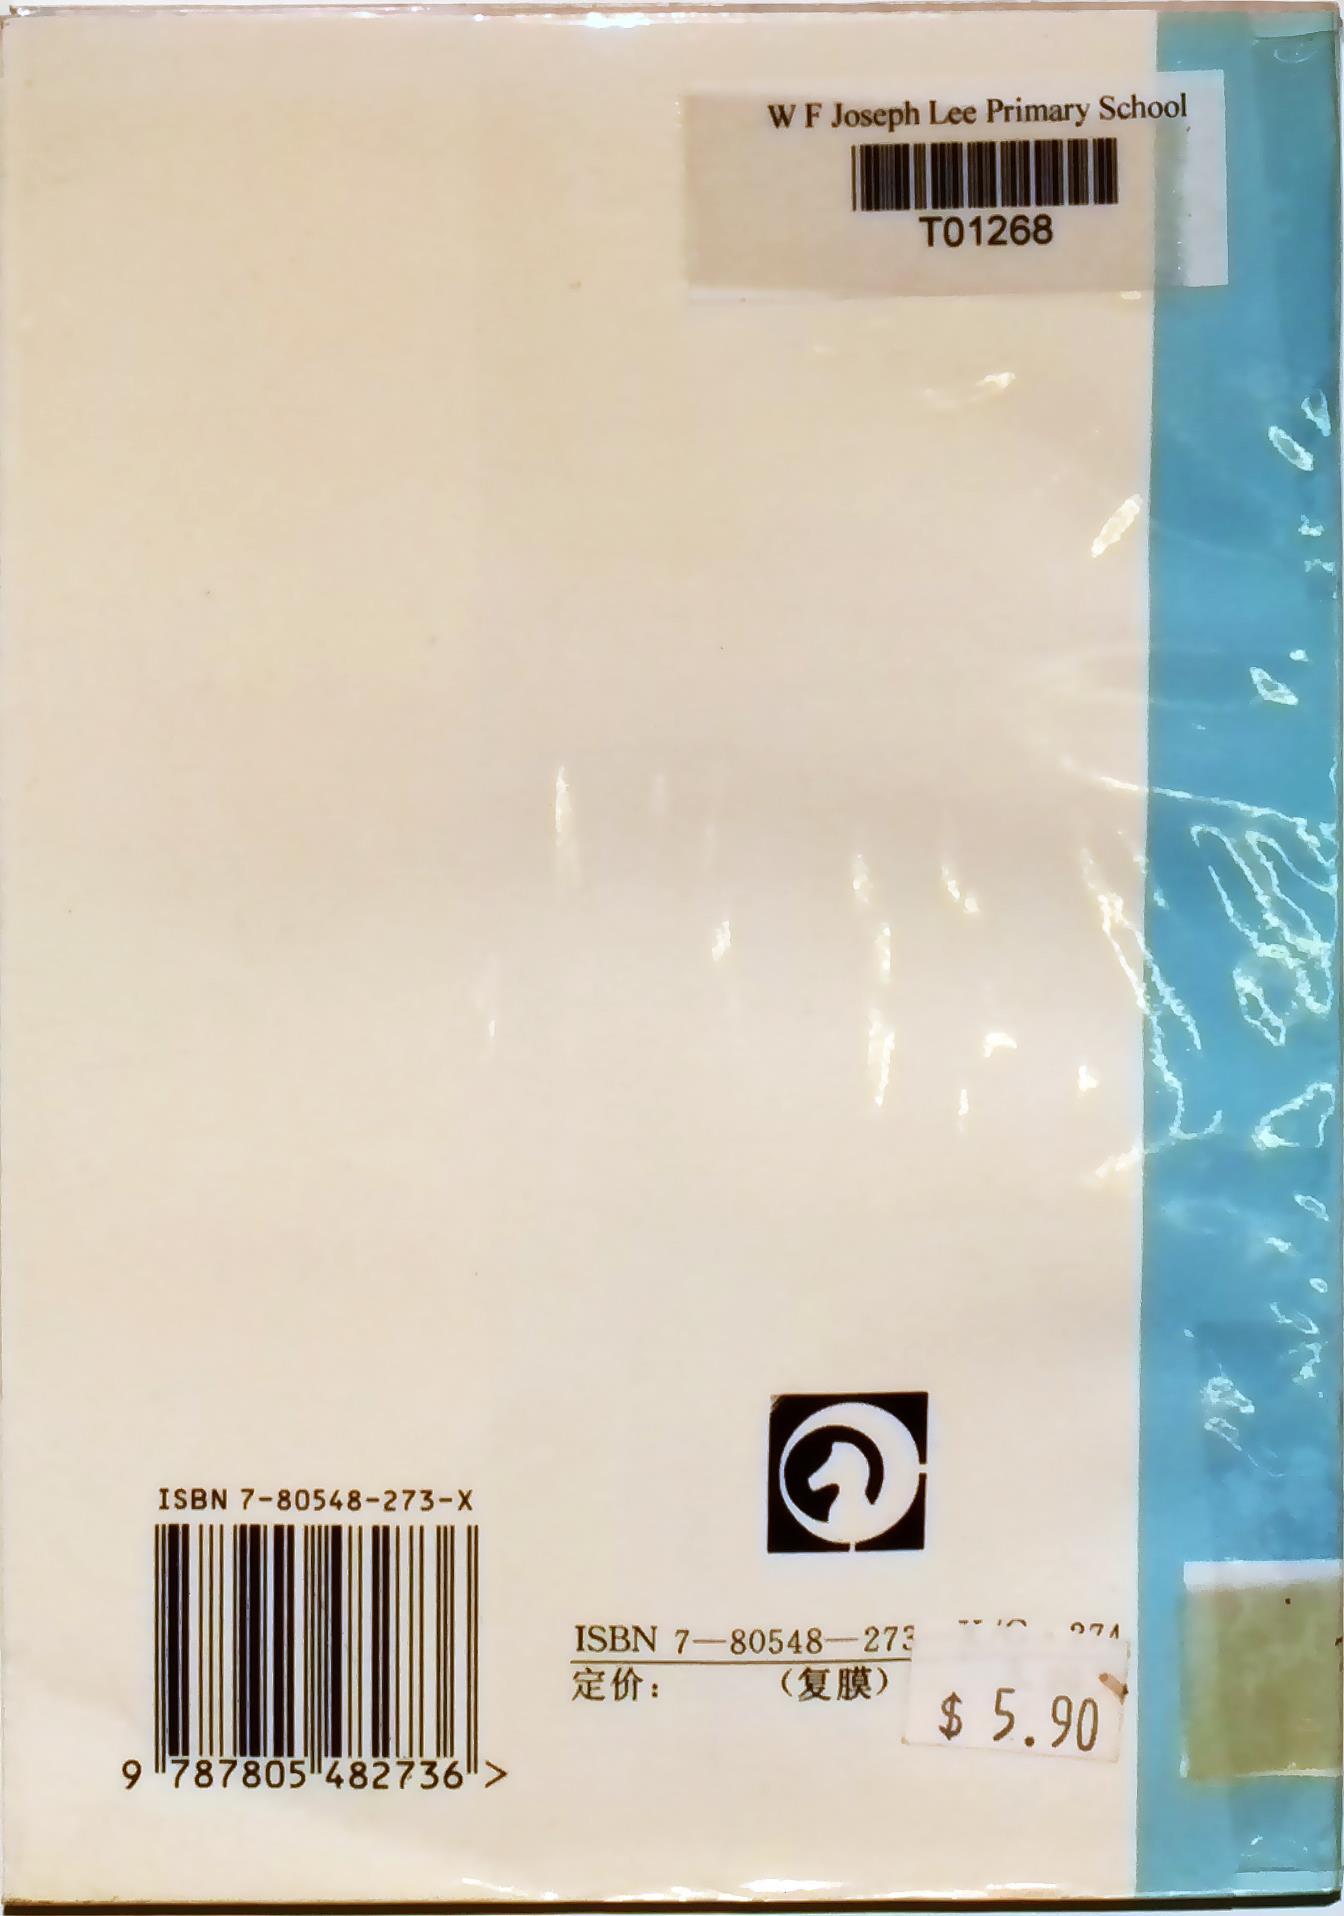 W F Joseph Lee Primary School
T01268
ISBN 7-80548-273-X
9 787805 482736 >
ISBN 7—80548—273
定价： （复膜）
$ 5.90